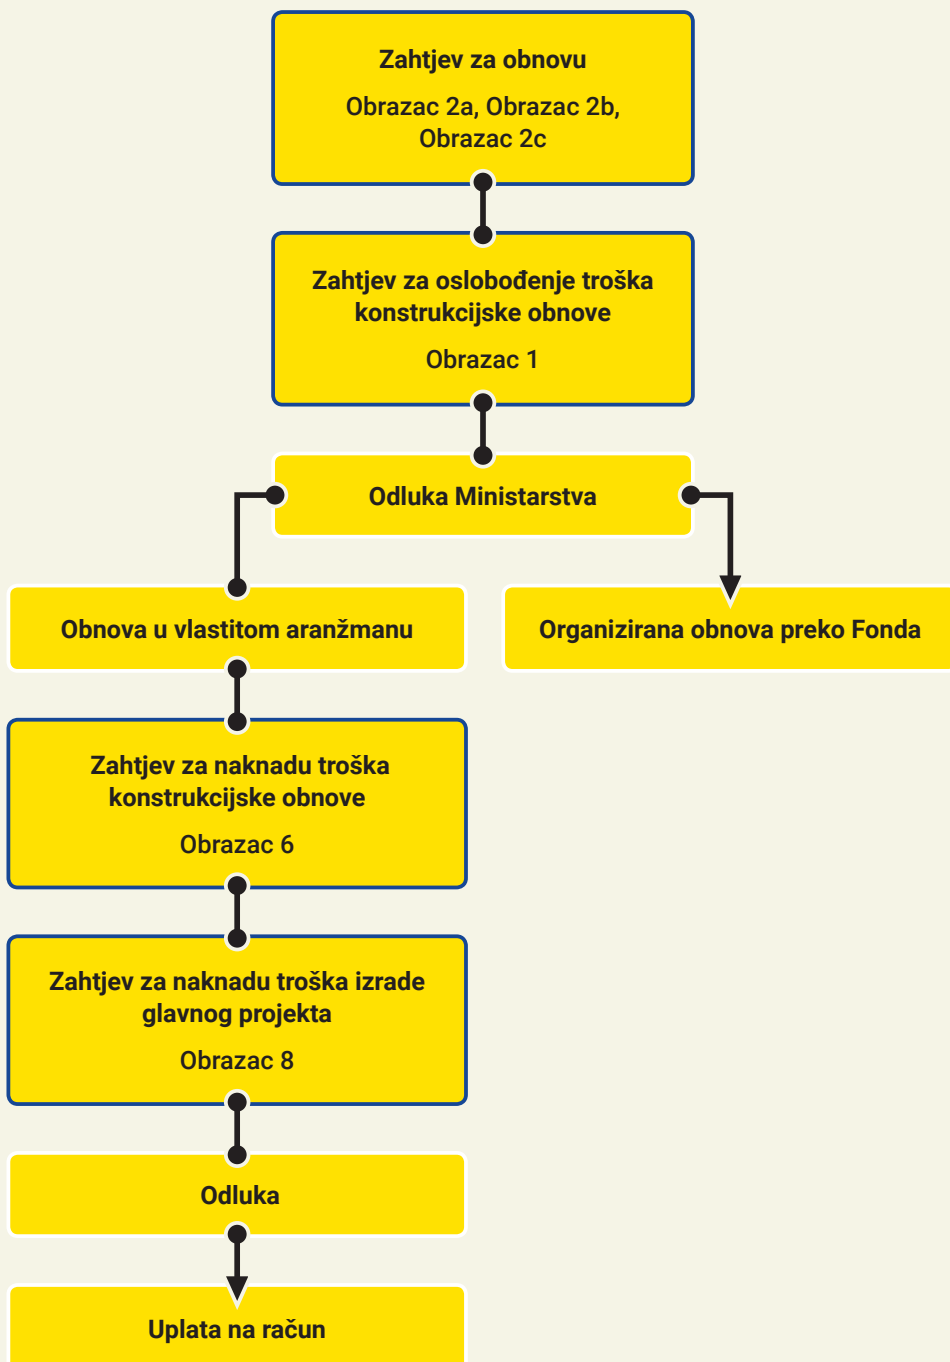 Zahtjev za obnovu
Obrazac 2a, Obrazac 2b,
Obrazac 2c
Zahtjev za oslobođenje troška
konstrukcijske obnove
Obrazac 1
Odluka Ministarstva
Obnova u vlastitom aranžmanu
Organizirana obnova preko Fonda
Zahtjev za naknadu troška
konstrukcijske obnove
Obrazac 6
Zahtjev za naknadu troška izrade
glavnog projekta
Obrazac 8
Odluka
Uplata na račun